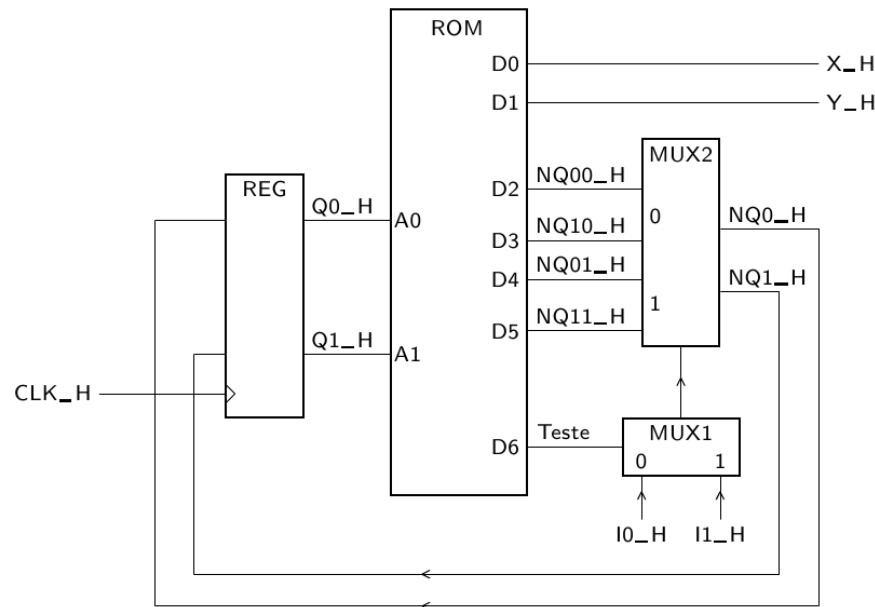 ROM
D0
X_H
D1
Y_H
MUX2
REG
D2
NQ00_H
Q0_H
A0
0
NQ0_H
D3
NQ10_H
D4
NQ01_H
NQ1_H
1
D5
NQ11_H
Q1_H
A1
CLK_H
D6
Teste
MUX1
0 1
I0_H I1_H